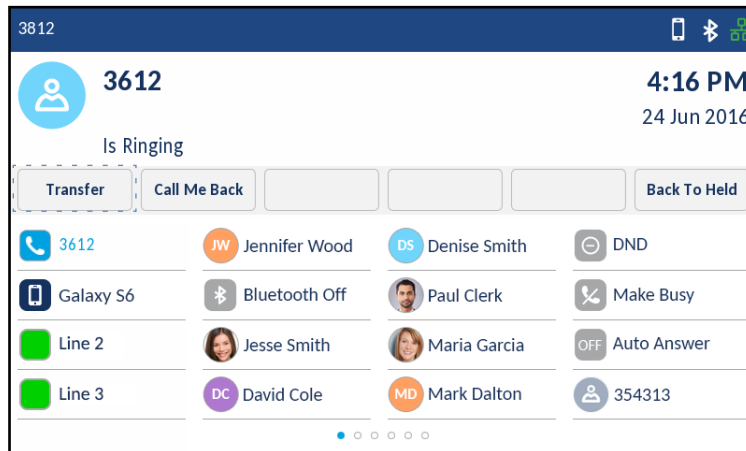 3812
3612
4:16 PM
24 Jun 2016
Is Ringing
Transfer
Call Me Back
Back To Held
3612
JW Jennifer Wood
DS Denise Smith
DND
Galaxy S6
Bluetooth Off
Paul Clerk
Make Busy
Line 2
Jesse Smith
Maria Garcia
OFF Auto Answer
Line 3
DC David Cole
MD Mark Dalton
354313